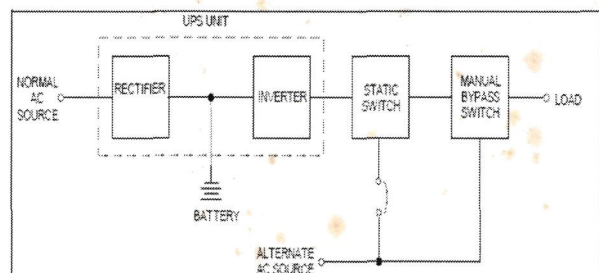 UPS UNIT
NORMAL
AC
SOURCE
RECTIFIER
INVERTER
STATIC
SWITCH
MANUAL
BYPASS
SWITCH
LOAD
BATTERY
ALTERNATE
AC SOURCE